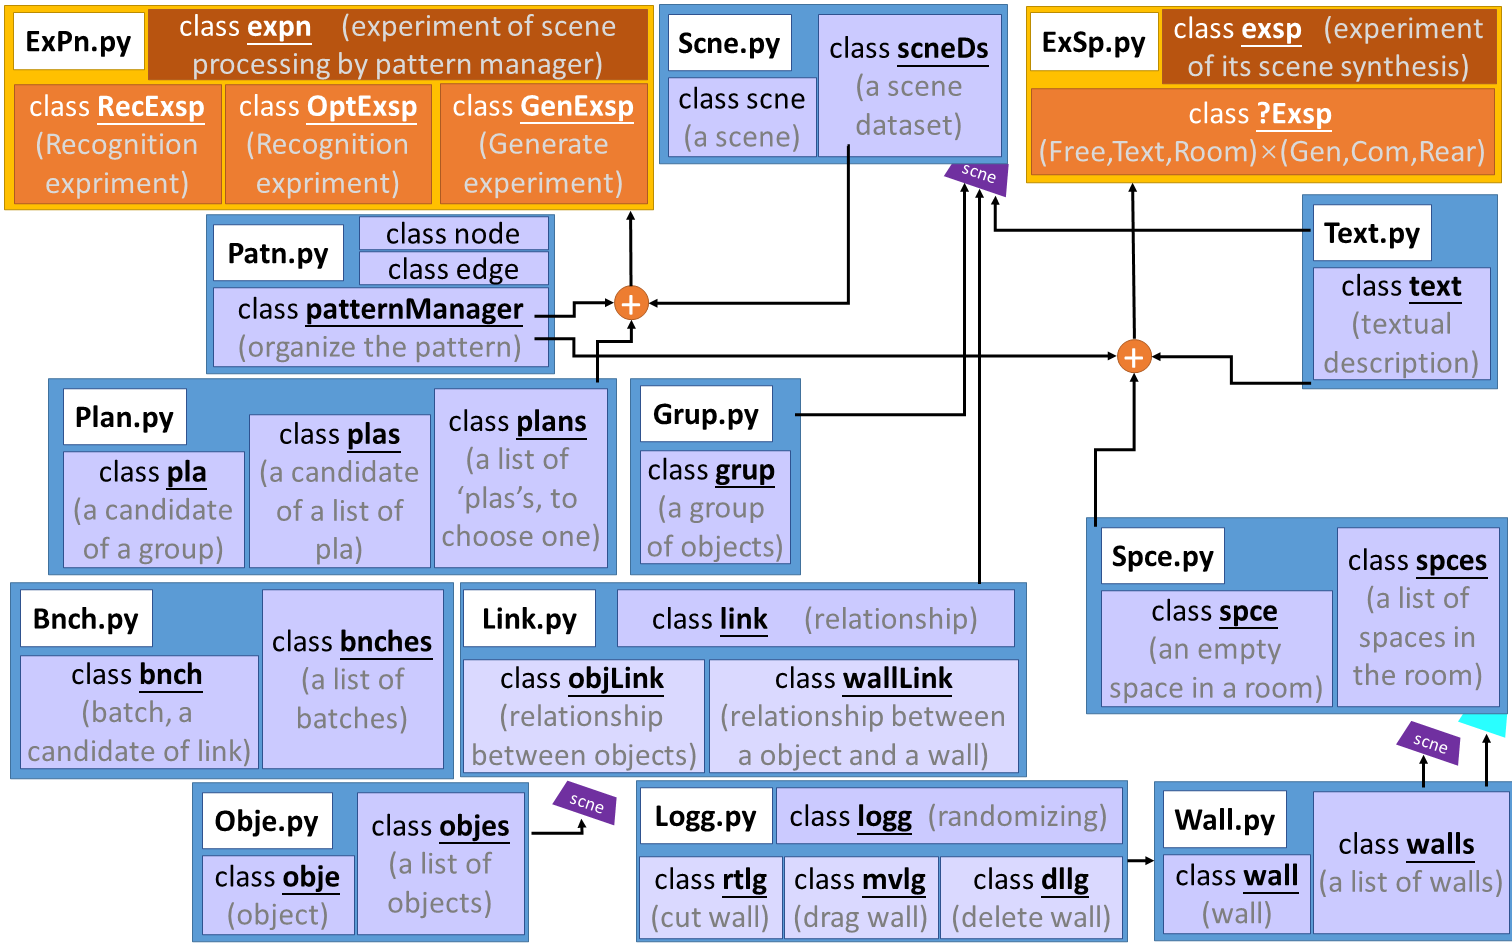 ExPn.py
class expn (experiment of scene
processing by pattern manager)
class RecExsp
(Recognition
expriment)
class OptExsp
(Recognition
expriment)
class GenExsp
(Generate
experiment)
Scne.py
class scne
(a scene)
class scneDs
(a scene
dataset)
scne
ExSp.py
class exsp (experiment
of its scene synthesis)
class ?Exsp
(Free,Text,Room)×(Gen,Com,Rear)
Patn.py
class node
class edge
class patternManager
(organize the pattern)
+
+
Text.py
class text
(textual
description)
Plan.py
class pla
(a candidate
of a group)
class plas
(a candidate
of a list of
pla)
class plans
(a list of
‘plas’s, to
choose one)
Grup.py
class grup
(a group
of objects)
Spce.py
class spce
(an empty
space in a room)
class spces
(a list of
spaces in
the room)
Bnch.py
class bnch
(batch, a
candidate of link)
class bnches
(a list of
batches)
Link.py
class link (relationship)
class objLink
(relationship
between objects)
class wallLink
(relationship between
a object and a wall)
scne
Obje.py
class obje
(object)
class objes
(a list of
objects)
scne
Logg.py
class logg (randomizing)
class rtlg
(cut wall)
class mvlg
(drag wall)
class dllg
(delete wall)
Wall.py
class wall
(wall)
class walls
(a list of walls)